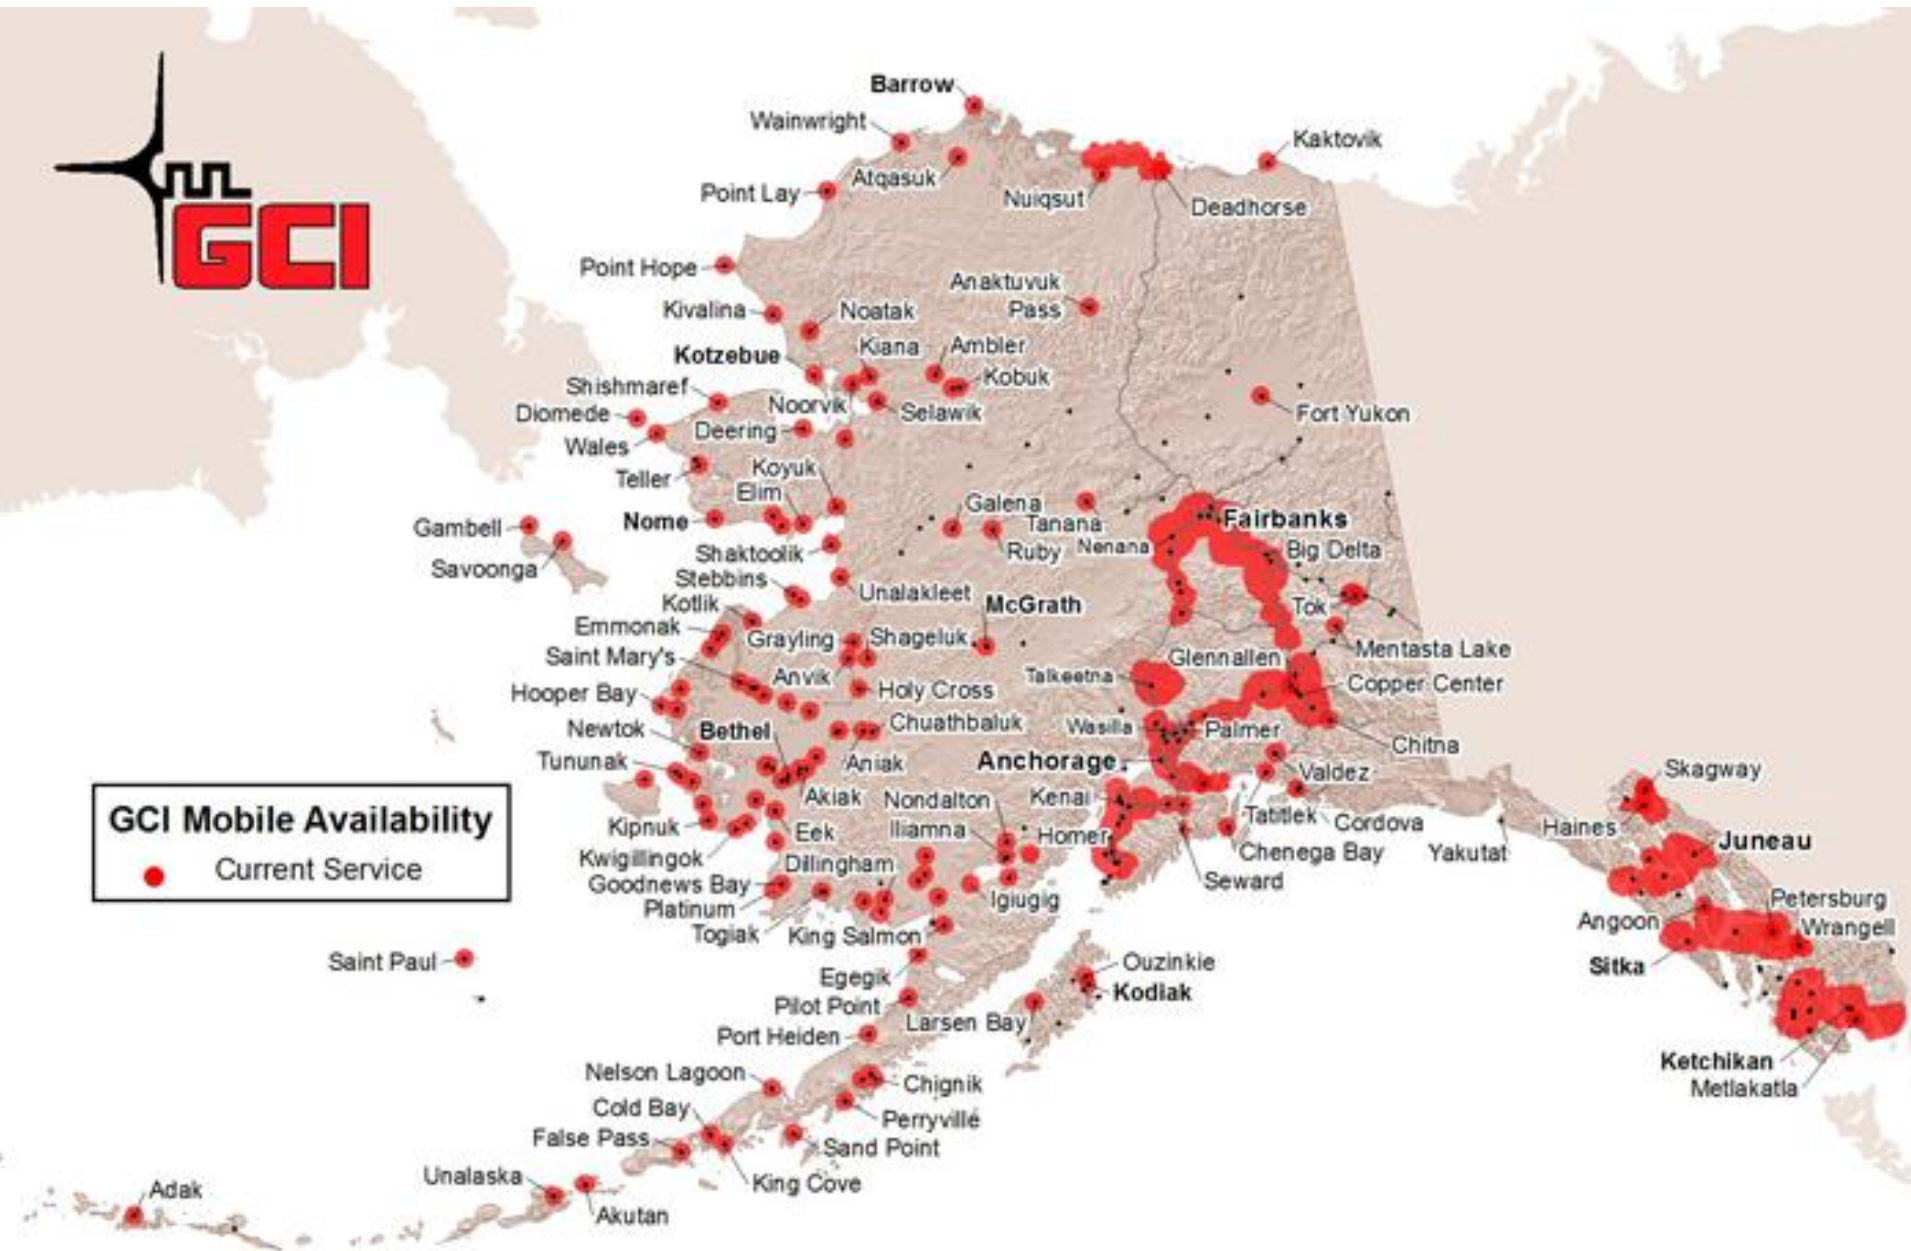 Barrow
Wainwright
Kaktovik
Atqasuk
Point Lay
Nuiqsut
Deadhorse
GCI
Point Hope
Anaktuvuk
Pass
Kivalina
Noatak
Kotzebue
Kiana
Ambler
Kobuk
Shishmaref
Noorvik
Selawik
Fort Yukon
Diomede
Deering
Wales
Koyuk
Teller
Elim
Galena
Tanana
Nome
Fairbanks
Gambell
Shaktoolik
Ruby
Nenana
Big Delta
Savoonga
Stebbins
Unalakleet
Kotlik
McGrath
Tok
Emmonak
Grayling
Shageluk
Mentasta Lake
Saint Mary's
Glennallen
Anvik
Talkeetna
Copper Center
Hooper Bay
Holy Cross
Newtok
Bethel
Chuathbaluk
Wasilla
Palmer
Chitna
Tununak
Aniak
Anchorage
Valdez
Skagway
Akiak
Nondalton
Kenai
Tatitlek
Cordova
GCI Mobile Availability
Current Service
Kipnuk
Eek
Iliamna
Homer
Haines
Juneau
Kwigillingok
Dillingham
Chenega Bay
Yakutat
Goodnews Bay
Seward
Platinum
Igiugig
Petersburg
Togiak
King Salmon
Angoon
Wrangell
Saint Paul
Egegik
Ouzinkie
Sitka
Pilot Point
Kodiak
Port Heiden
Larsen Bay
Ketchikan
Nelson Lagoon
Chignik
Metlakatla
Cold Bay
Perryville
False Pass
Sand Point
Unalaska
King Cove
Adak
Akutan